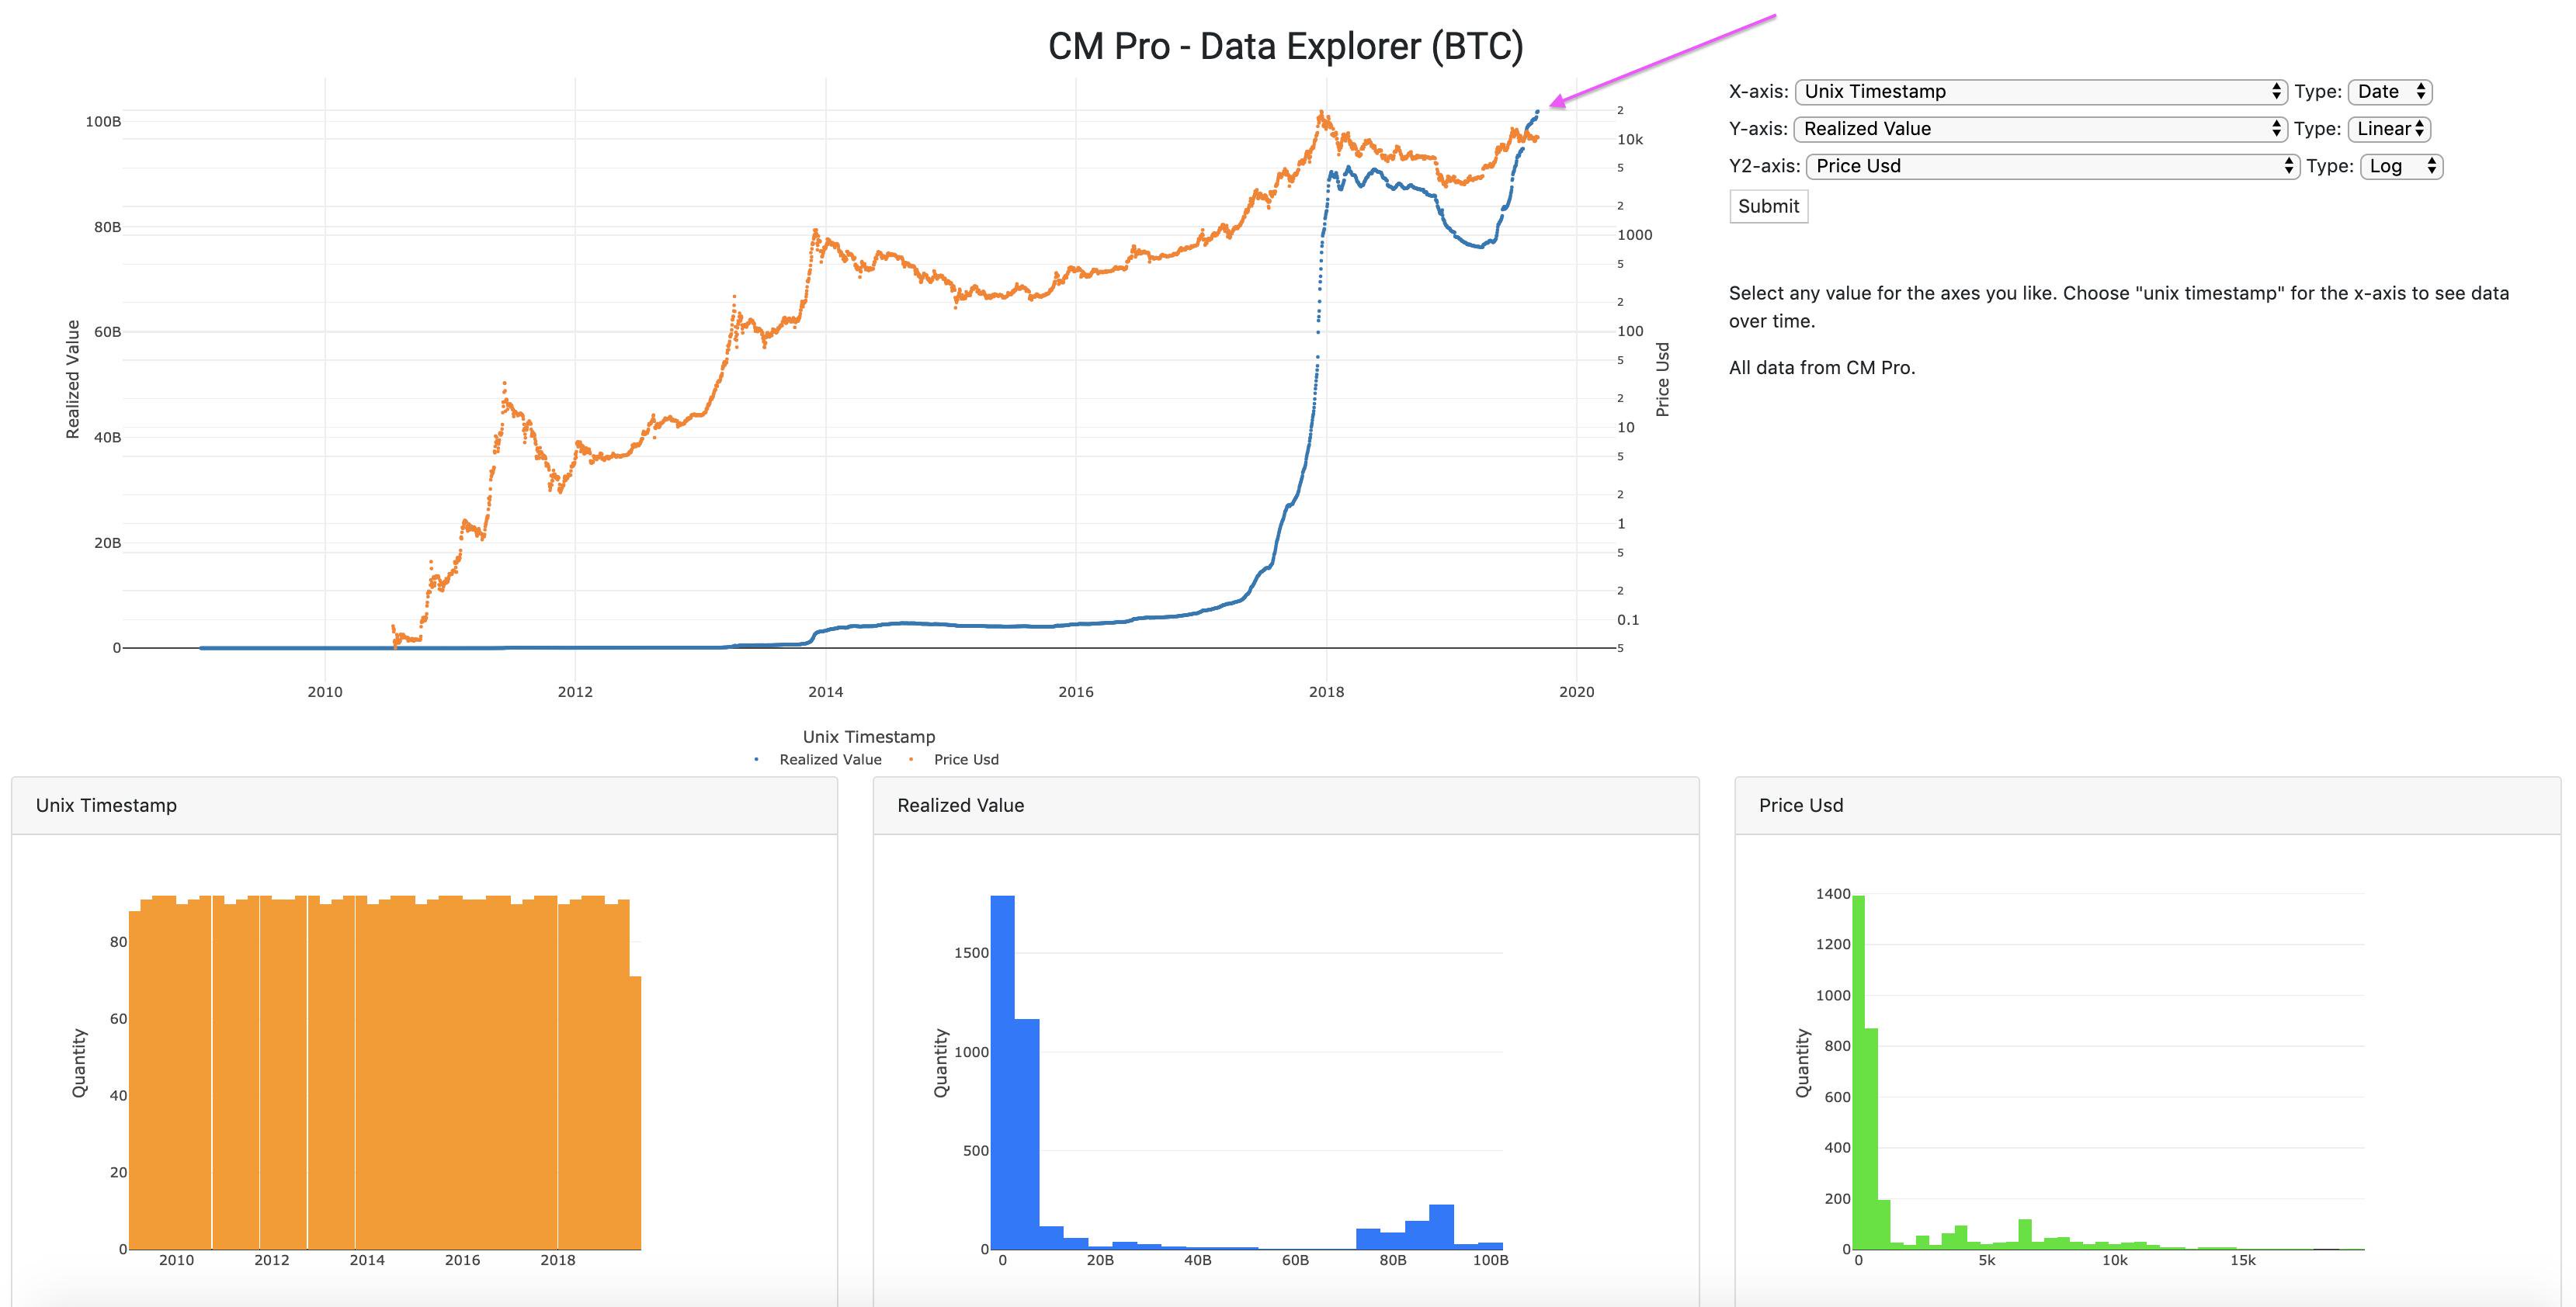 CM Pro - Data Explorer (BTC)
X-axis: Unix Timestamp Type: Date
Y-axis: Realized Value Type: Linear
Y2-axis: Price Usd Type: Log
Submit
Select any value for the axes you like. Choose "unix timestamp" for the x-axis to see data
over time.
All data from CM Pro.
Realized Value
100B
80B
60B
40B
20B
0
2
10k
5
2
1000
5
2
100
5
2
10
5
2
1
5
2
0.1
5
Price Usd
2010 2012 2014 2016 2018 2020
Unix Timestamp
Realized Value Price Usd
Unix Timestamp
Quantity
80
60
40
20
0
2010 2012 2014 2016 2018
Realized Value
Quantity
1500
1000
500
0
0 20B 40B 60B 80B 100B
Price Usd
Quantity
1400
1200
1000
800
600
400
200
0
0 5k 10k 15k